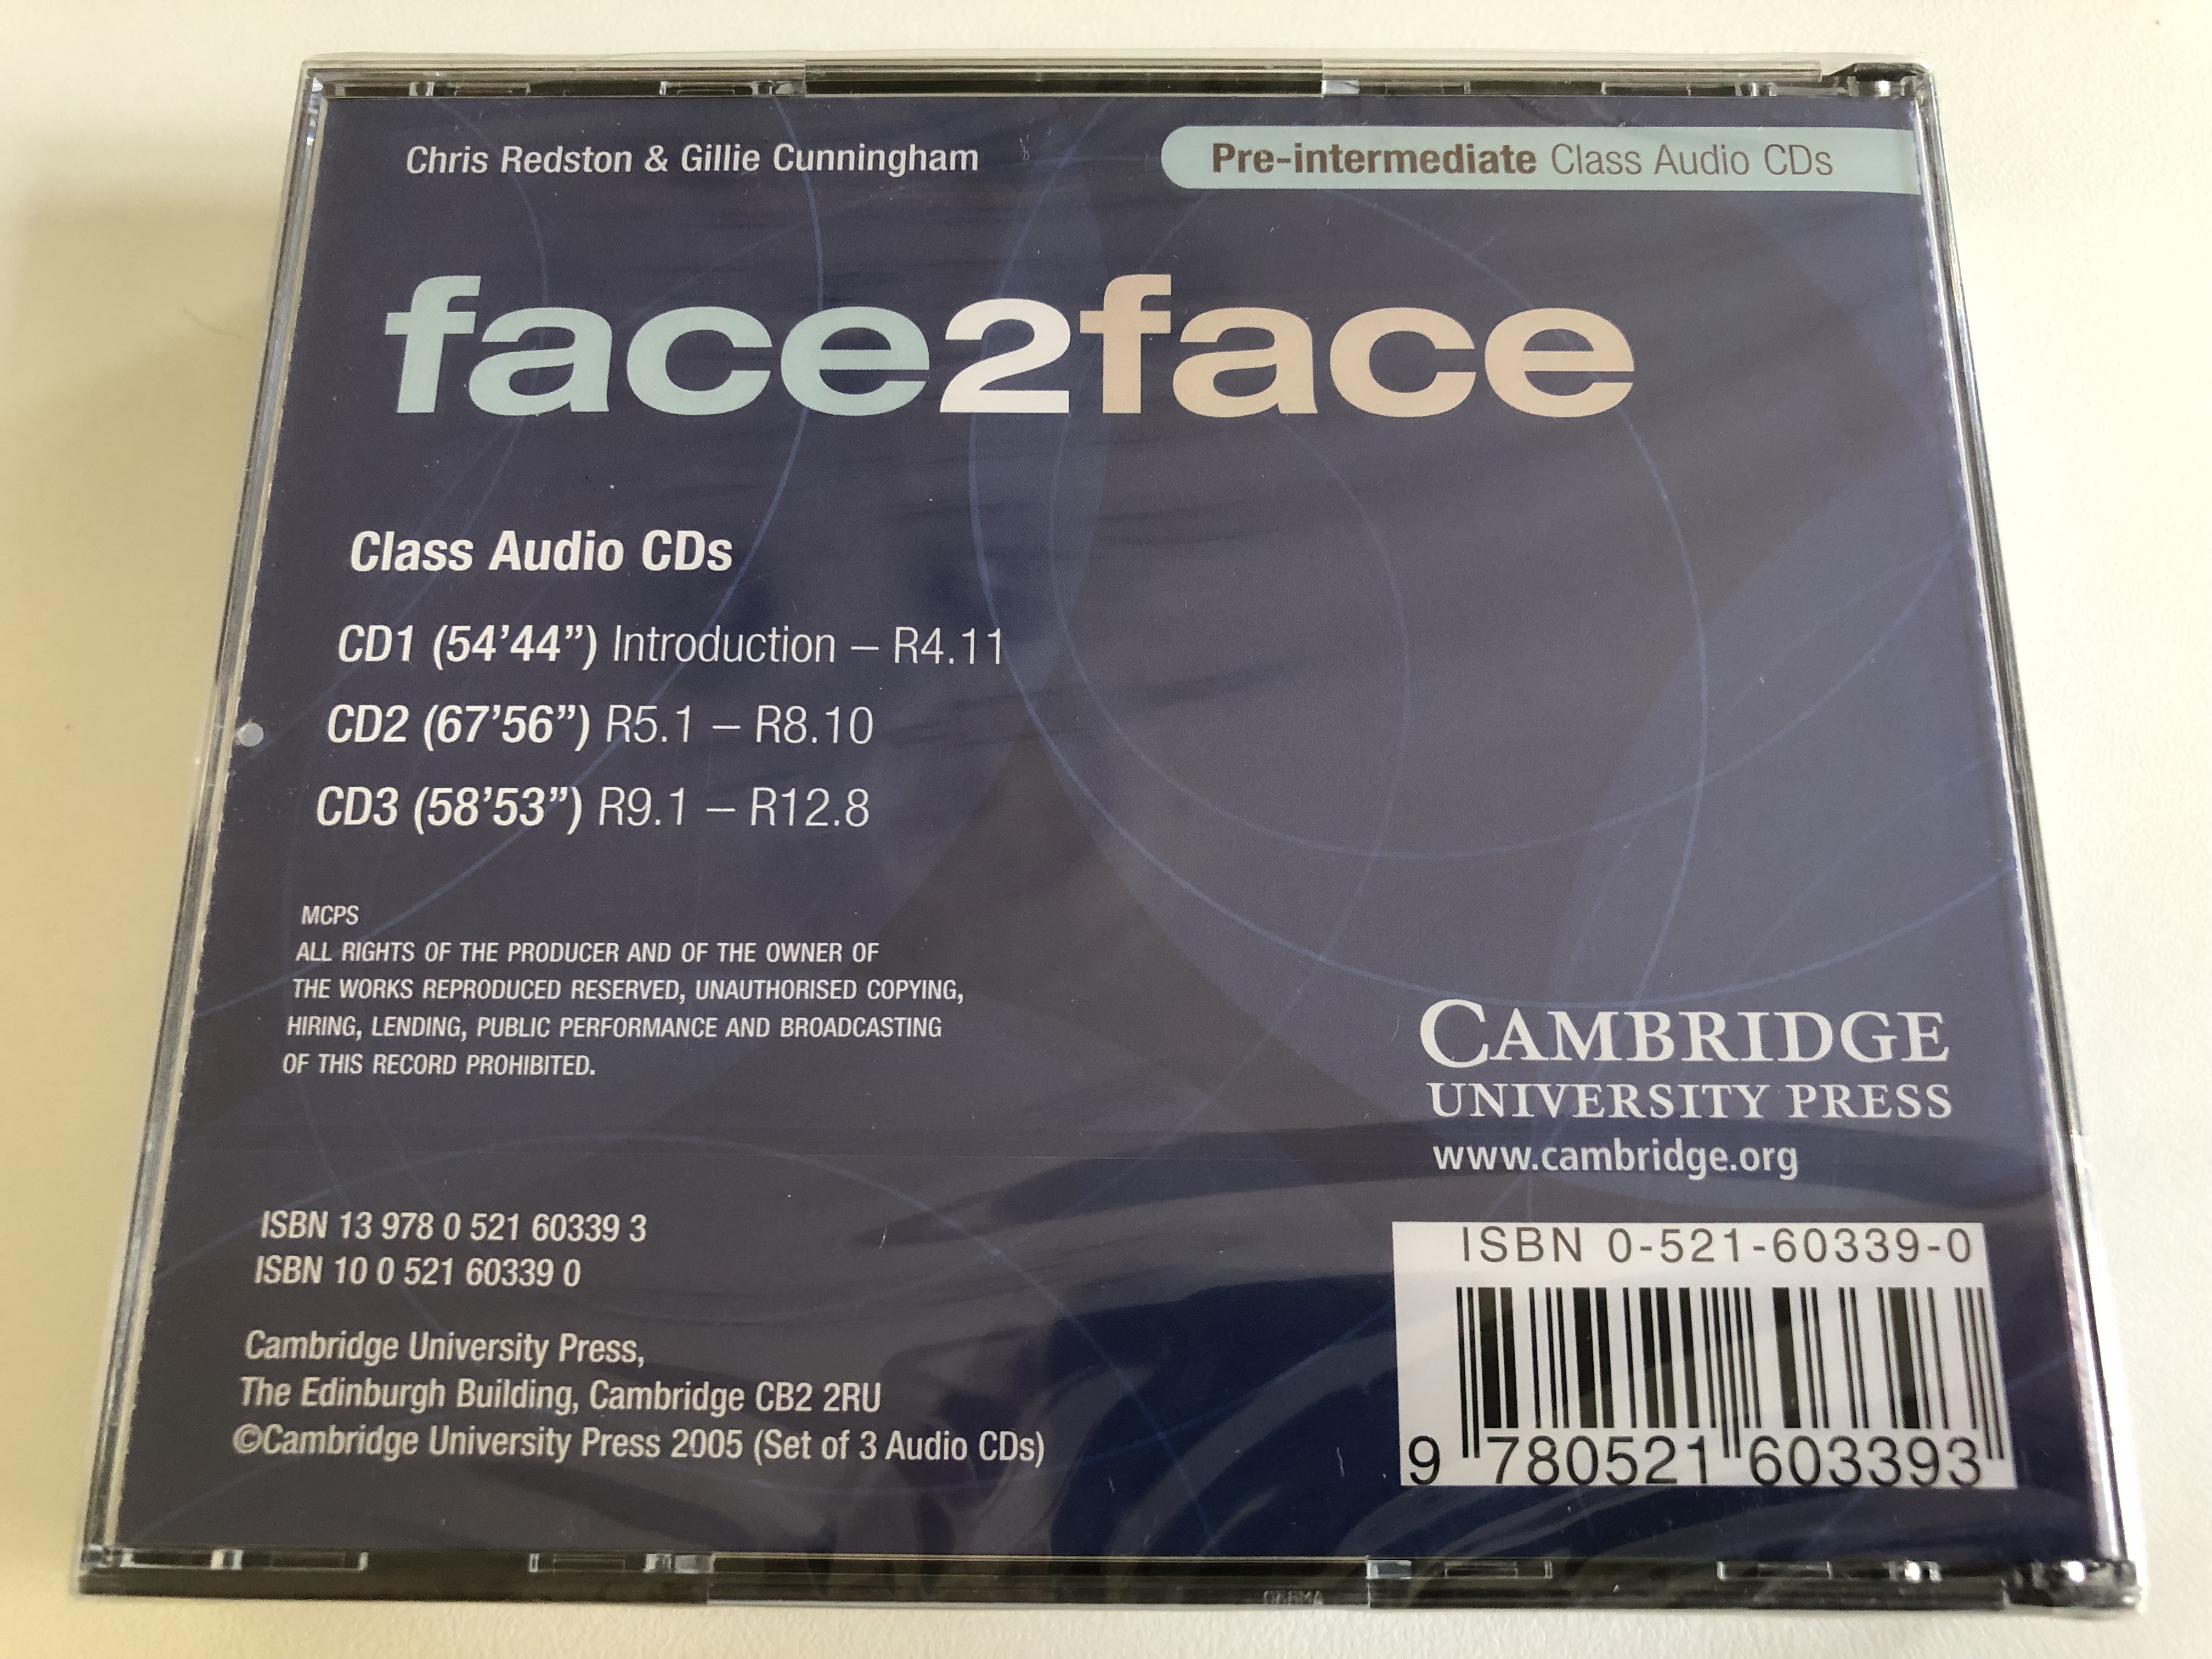 Chris Redston & Gillie Cunningham
Pre-intermediate Class Audio CDs
face2face
Class Audio CDs
CD1 (54’44”) Introduction – R4.11
CD2 (67’56”) R5.1 – R8.10
CD3 (58’53”) R9.1 – R12.8
MCPS
ALL RIGHTS OF THE PRODUCER AND OF THE OWNER OF
THE WORKS REPRODUCED RESERVED, UNAUTHORISED COPYING,
HIRING, LENDING, PUBLIC PERFORMANCE AND BROADCASTING
OF THIS RECORD PROHIBITED.
CAMBRIDGE
UNIVERSITY PRESS
www.cambridge.org
ISBN 13 978 0 521 60339 3
ISBN 10 0 521 60339 0
Cambridge University Press,
The Edinburgh Building, Cambridge CB2 2RU
©Cambridge University Press 2005 (Set of 3 Audio CDs)
ISBN 0-521-60339-0
9 780521 603393